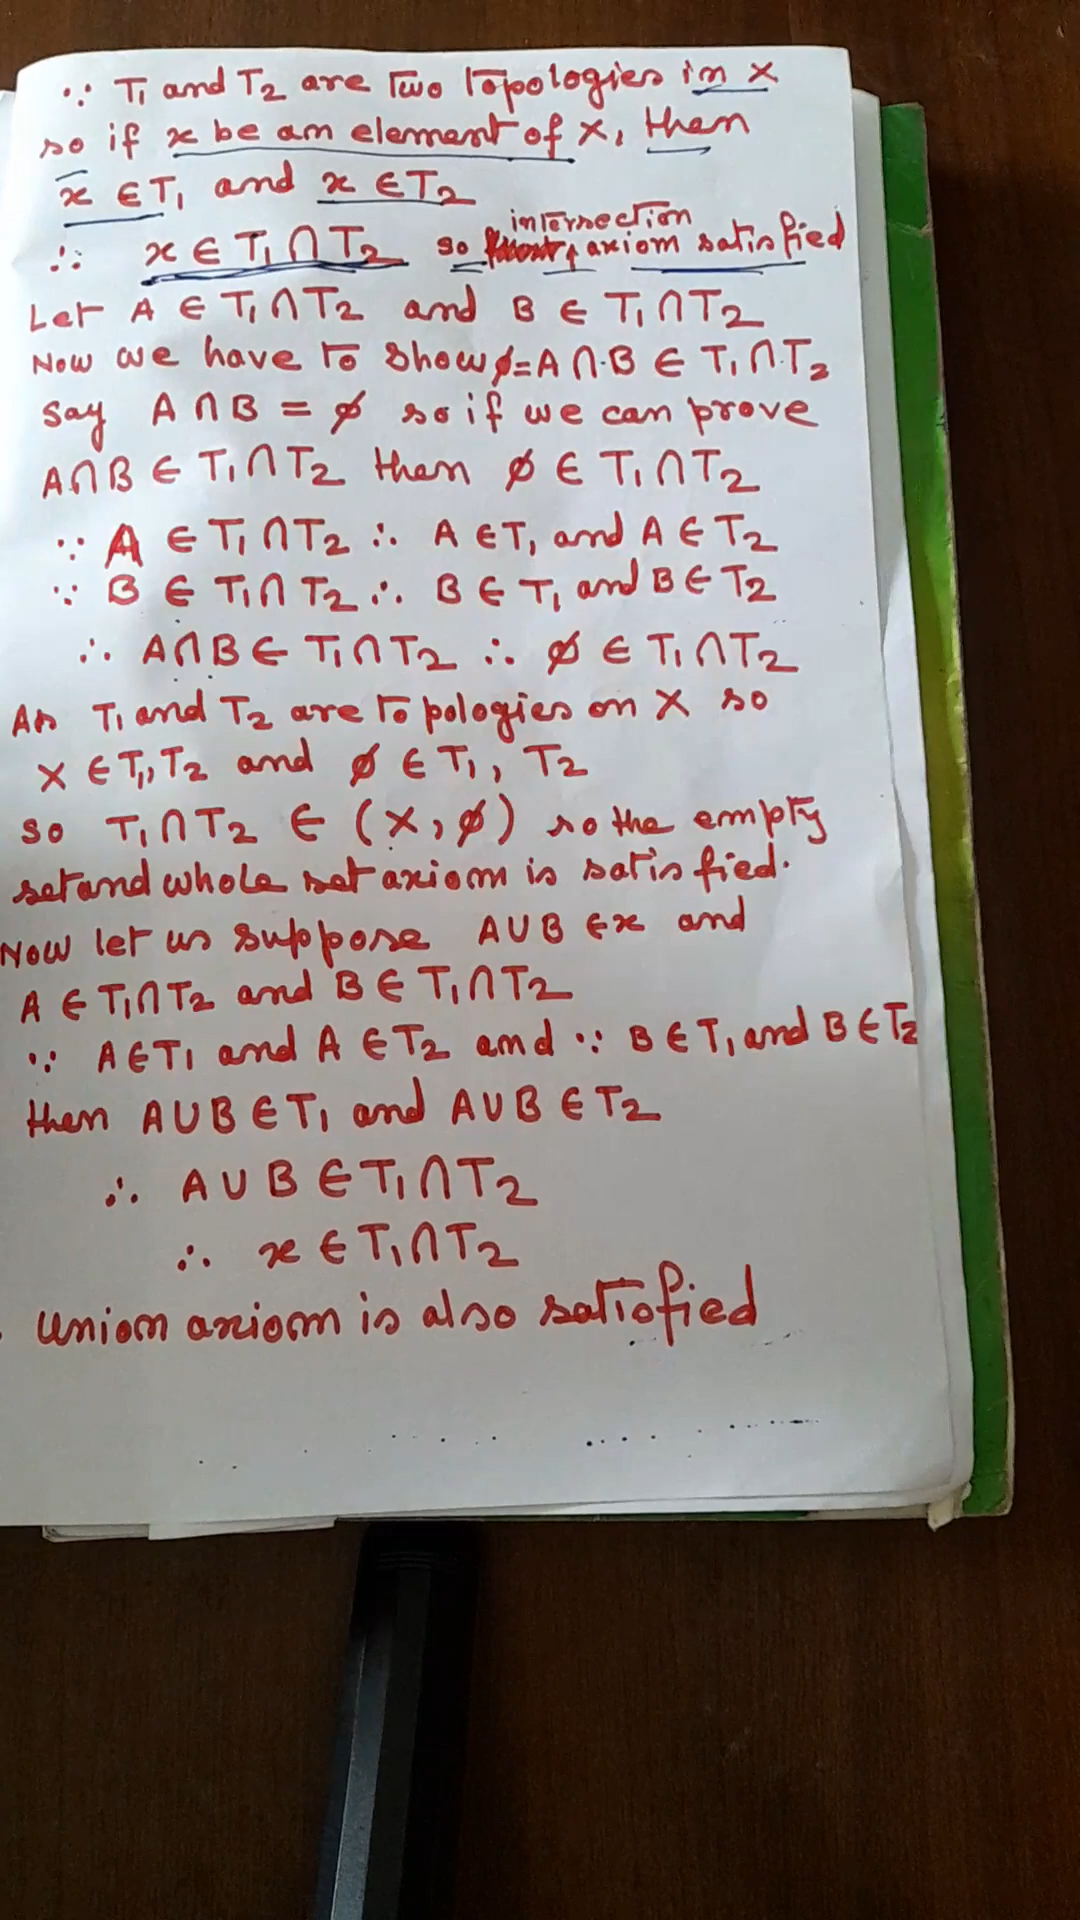 ∵ T₁ and T₂ are Two Topologies in X
so if x be an element of X, then
x ∈ T₁ and x ∈ T₂
∴ x ∈ T₁ ∩ T₂ so intersection axiom satisfied
Let A ∈ T₁ ∩ T₂ and B ∈ T₁ ∩ T₂
Now we have to show ϕ = A ∩ B ∈ T₁ ∩ T₂
Say A ∩ B = ϕ so if we can prove
A ∩ B ∈ T₁ ∩ T₂ then ϕ ∈ T₁ ∩ T₂
∵ A ∈ T₁ ∩ T₂ ∴ A ∈ T₁ and A ∈ T₂
∵ B ∈ T₁ ∩ T₂ ∴ B ∈ T₁ and B ∈ T₂
∴ A ∩ B ∈ T₁ ∩ T₂ ∴ ϕ ∈ T₁ ∩ T₂
As T₁ and T₂ are topologies on X so
X ∈ T₁, T₂ and ϕ ∈ T₁, T₂
so T₁ ∩ T₂ ∈ (X, ϕ) so the empty
set and whole set axiom is satisfied.
Now let us suppose A ∪ B ∈ x and
A ∈ T₁ ∩ T₂ and B ∈ T₁ ∩ T₂
∵ A ∈ T₁ and A ∈ T₂ and ∵ B ∈ T₁ and B ∈ T₂
then A ∪ B ∈ T₁ and A ∪ B ∈ T₂
∴ A ∪ B ∈ T₁ ∩ T₂
∴ x ∈ T₁ ∩ T₂
Union axiom is also satisfied